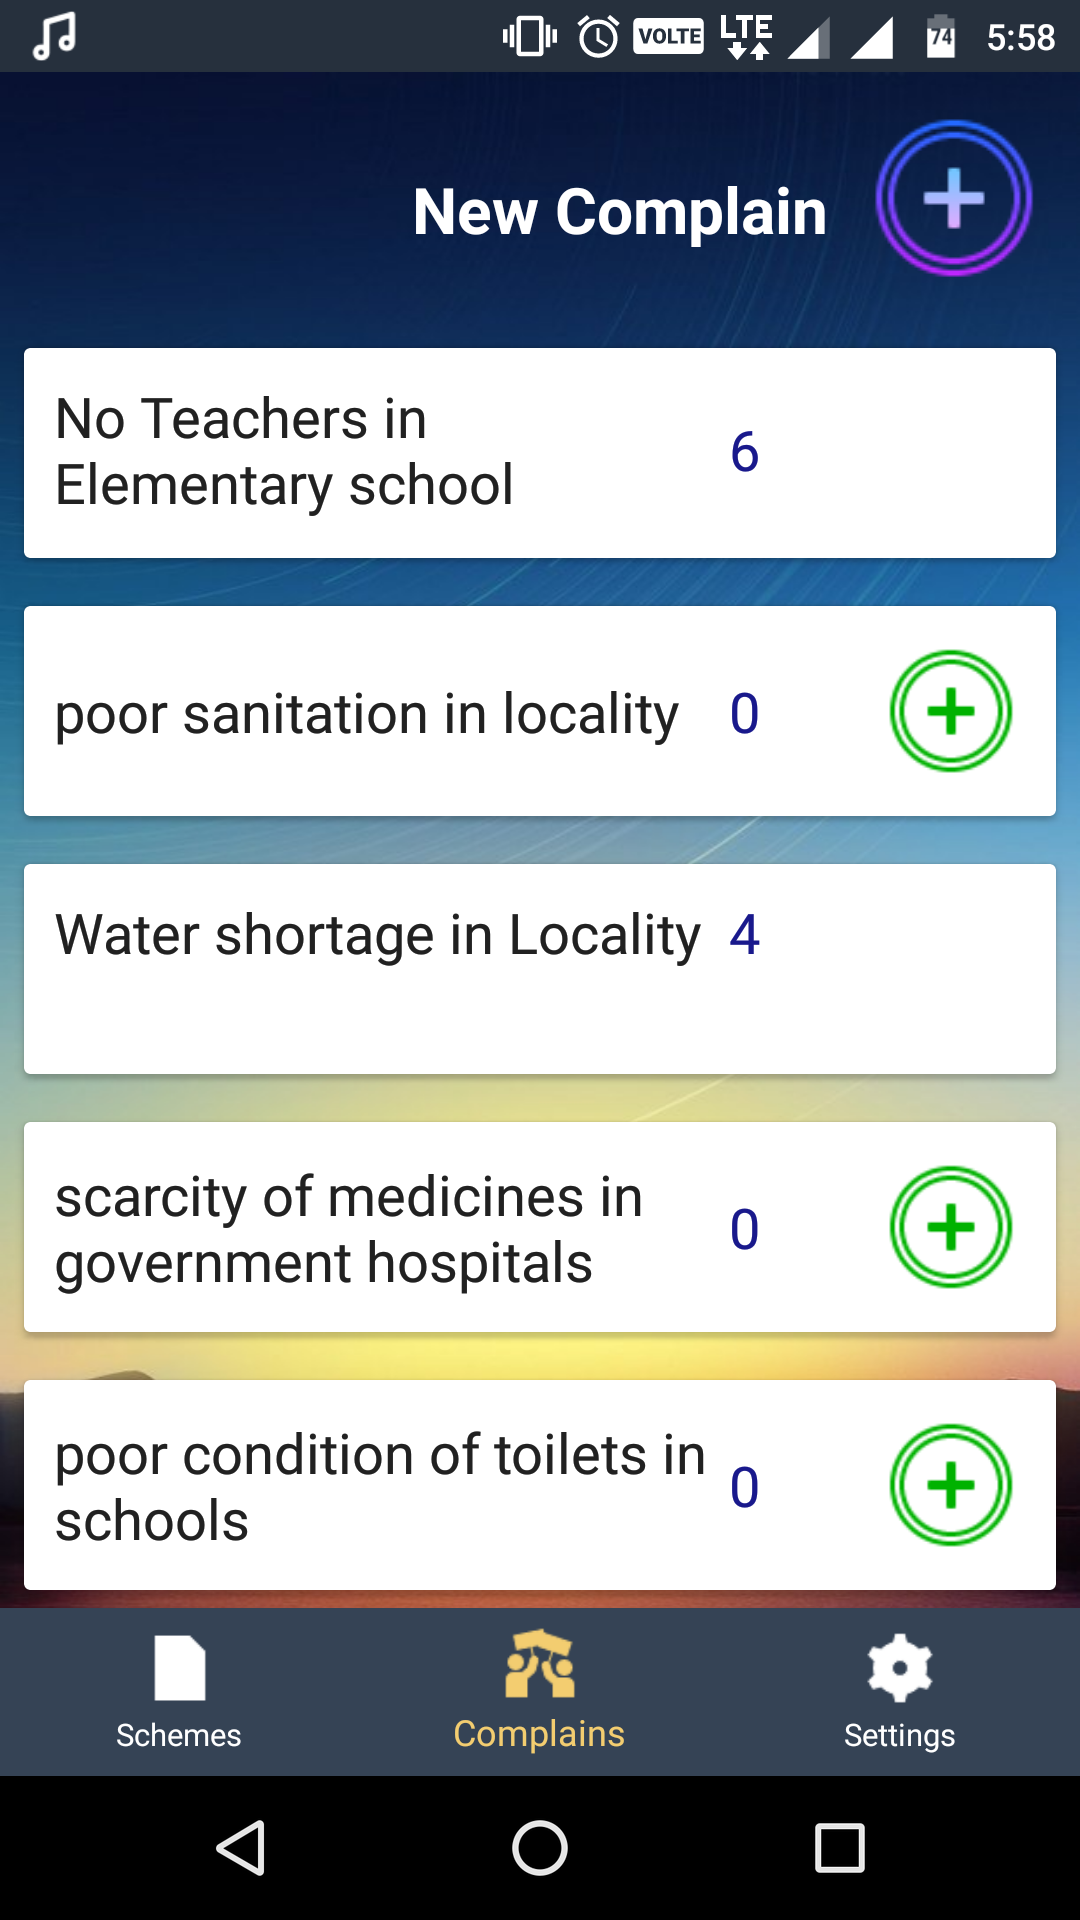 VOLTE LTE 74 5:58
New Complain
No Teachers in
Elementary school
6
poor sanitation in locality 0
Water shortage in Locality 4
scarcity of medicines in
government hospitals
0
poor condition of toilets in
schools
0
Schemes Complains Settings